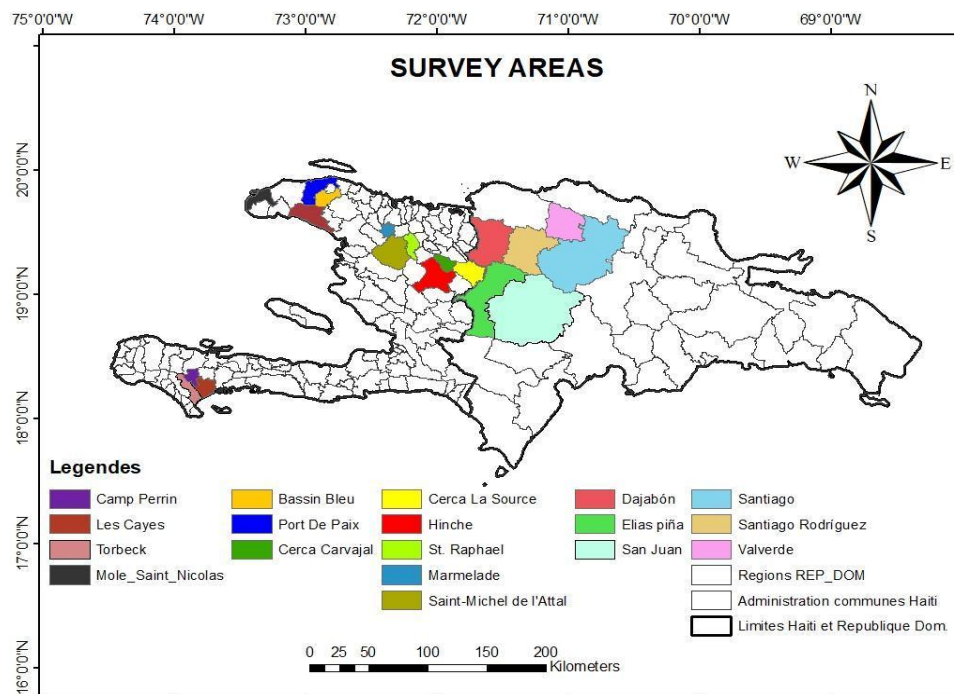 75°0'0"W 74°0'0"W 73°0'0"W 72°0'0"W 71°0'0"W 70°0'0"W 69°0'0"W
SURVEY AREAS
N
W E
S
20°0'0"N
19°0'0"N
18°0'0"N
17°0'0"N
16°0'0"N
Legendes
Camp Perrin
Les Cayes
Torbeck
Mole_Saint_Nicolas
Bassin Bleu
Port De Paix
Cerca Carvajal
Cerca La Source
Hinche
St. Raphael
Marmelade
Saint-Michel de l'Attal
Dajabón
Elias piña
San Juan
Santiago
Santiago Rodríguez
Valverde
Regions REP_DOM
Administration communes Haiti
Limites Haiti et Republique Dom.
0 25 50 100 150 200
Kilometers